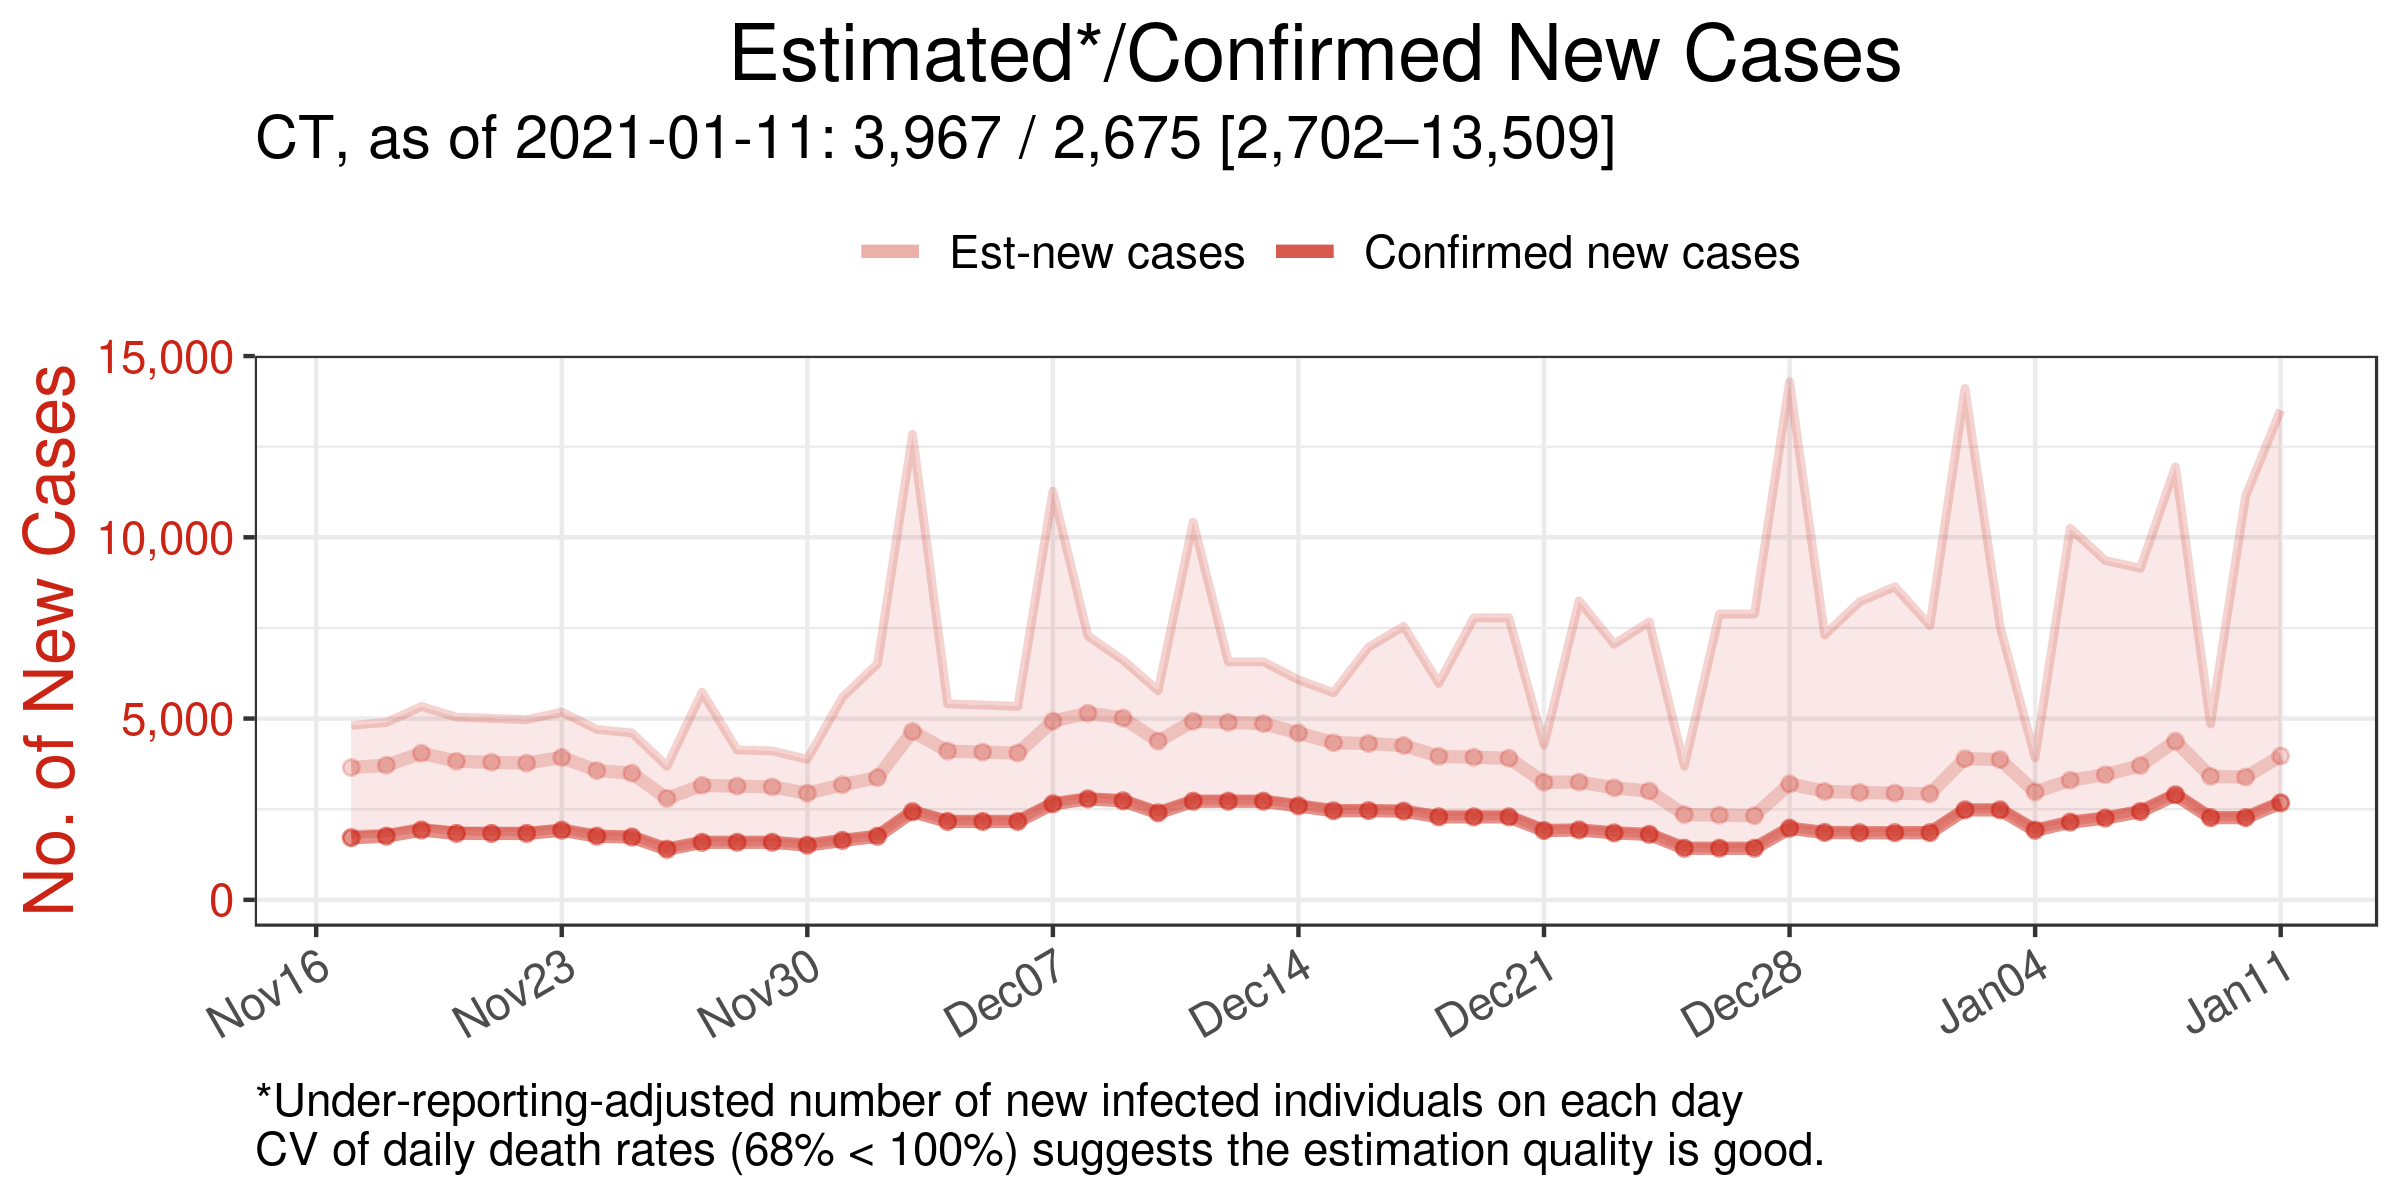 Estimated*/Confirmed New Cases
CT, as of 2021-01-11: 3,967 / 2,675 [2,702–13,509]
Est-new cases
Confirmed new cases
No. of New Cases
15,000
10,000
5,000
0
Nov16
Nov23
Nov30
Dec07
Dec14
Dec21
Dec28
Jan04
Jan11
*Under-reporting-adjusted number of new infected individuals on each day
CV of daily death rates (68% < 100%) suggests the estimation quality is good.